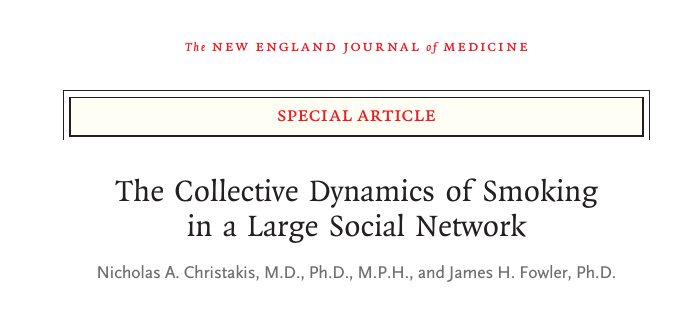 The NEW ENGLAND JOURNAL of MEDICINE
SPECIAL ARTICLE
The Collective Dynamics of Smoking
in a Large Social Network
Nicholas A. Christakis, M.D., Ph.D., M.P.H., and James H. Fowler, Ph.D.